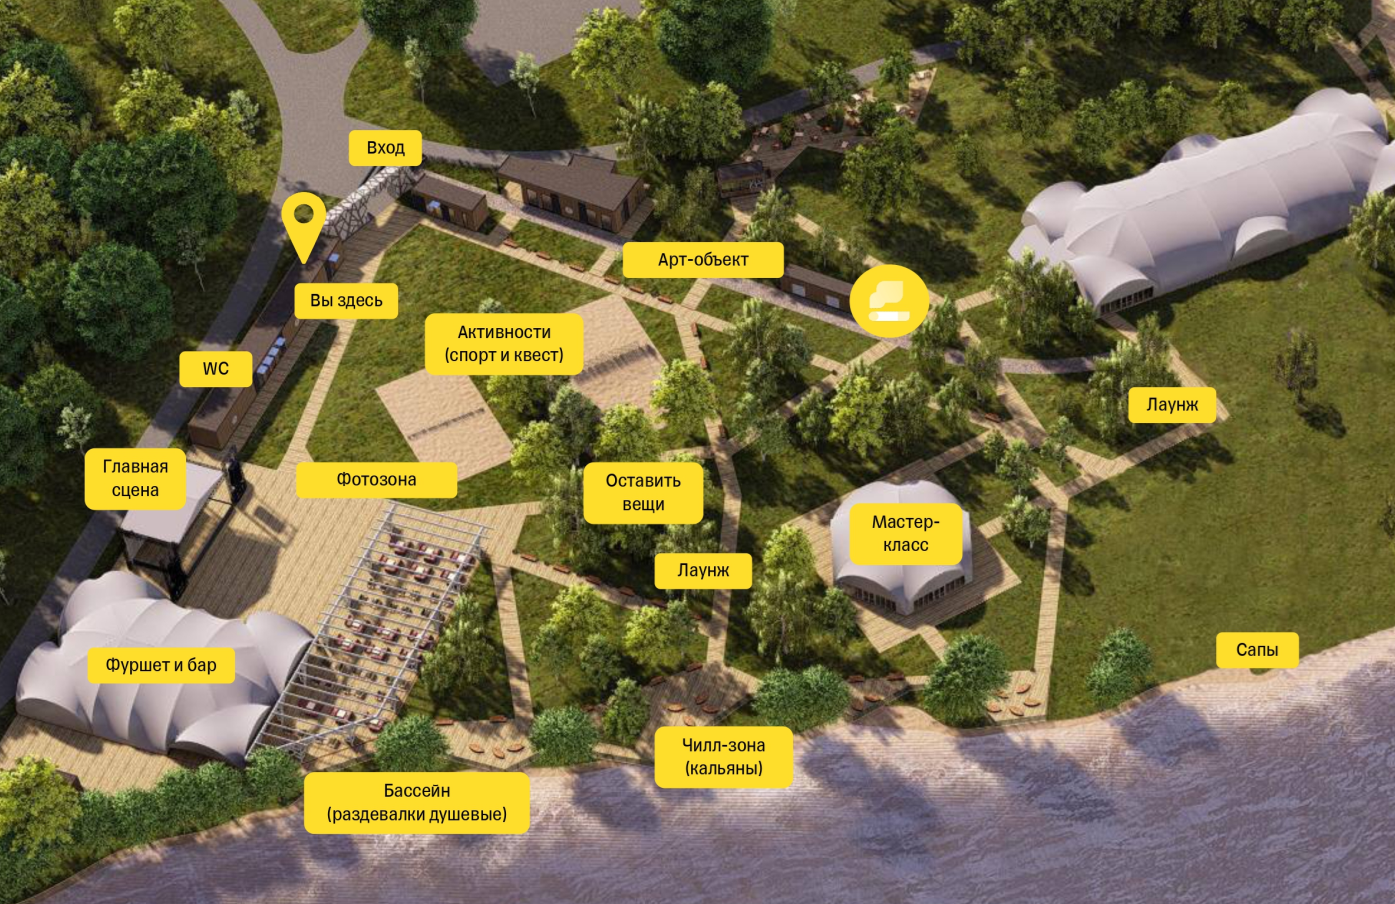 Вход
Арт-объект
Вы здесь
Активности
(спорт и квест)
WC
Лаунж
Главная
сцена
Фотозона
Оставить
вещи
Мастер-
класс
Лаунж
Фуршет и бар
Сапы
Чилл-зона
(кальяны)
Бассейн
(раздевалки душевые)